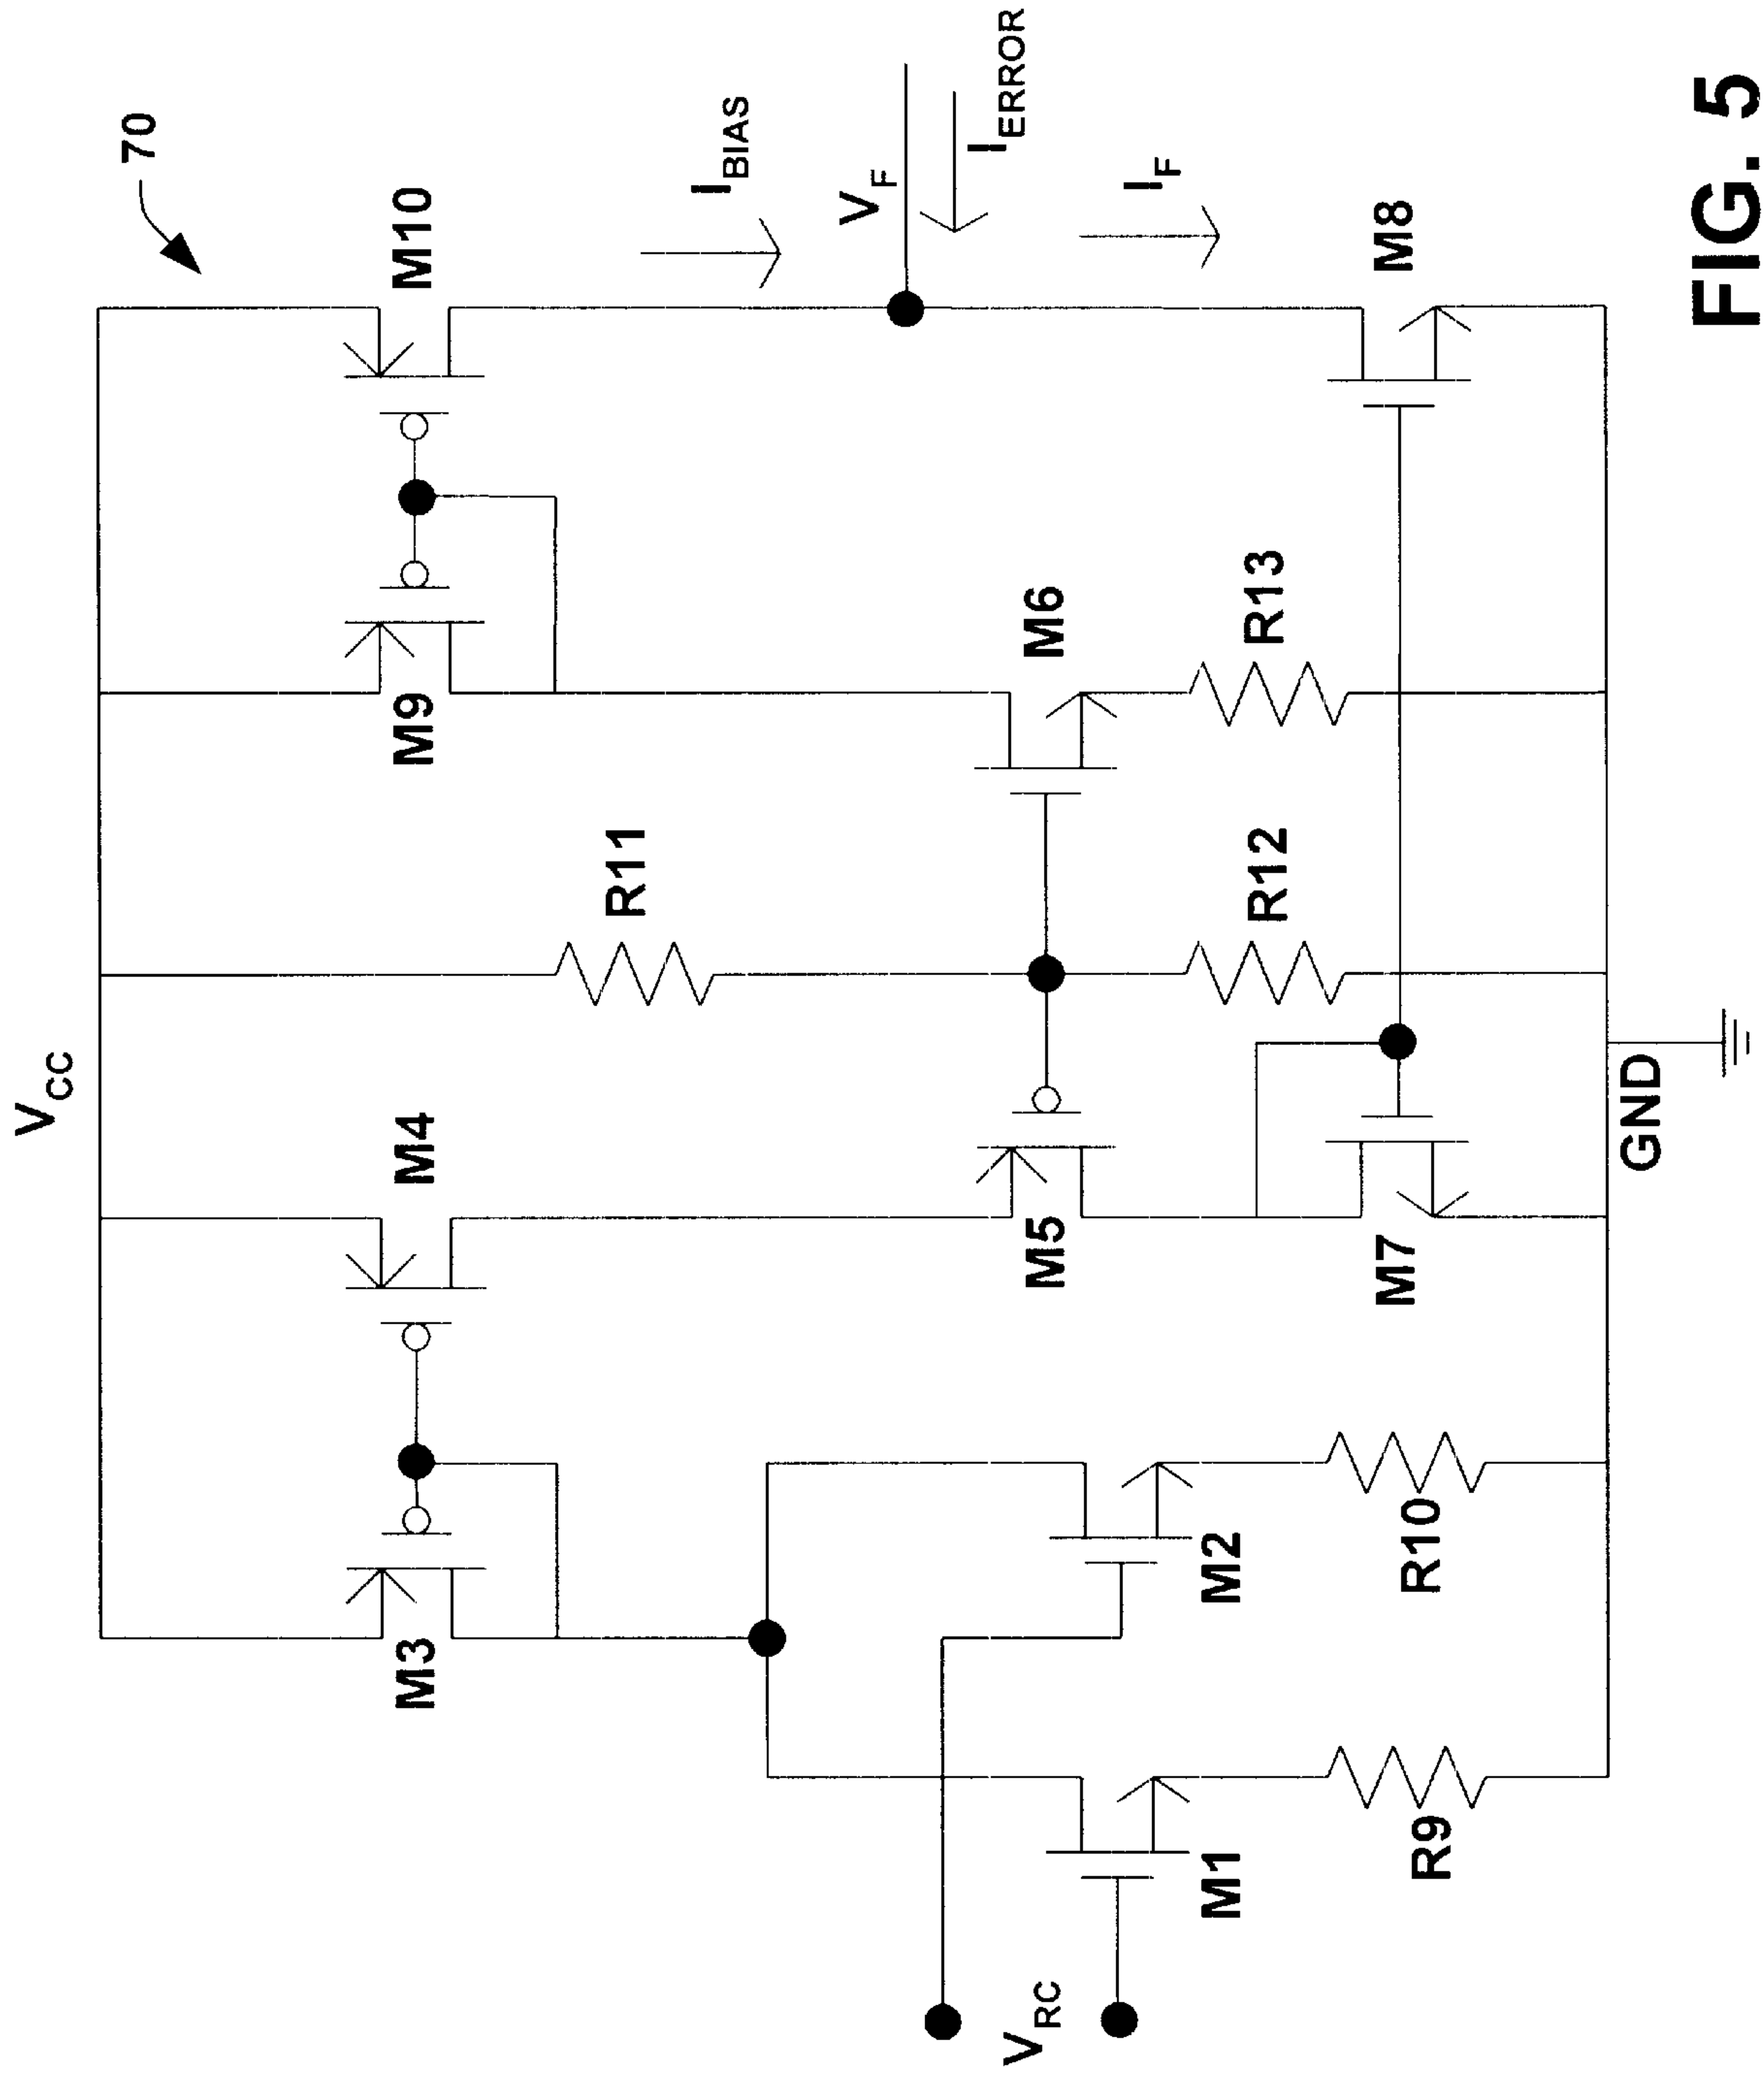 70
V_CC
M3
M4
M9
M10
I_BIAS
R11
V_F
I_ERROR
V_RC
M1
M2
M5
M6
I_F
R9
R10
M7
R12
R13
M8
GND
FIG. 5